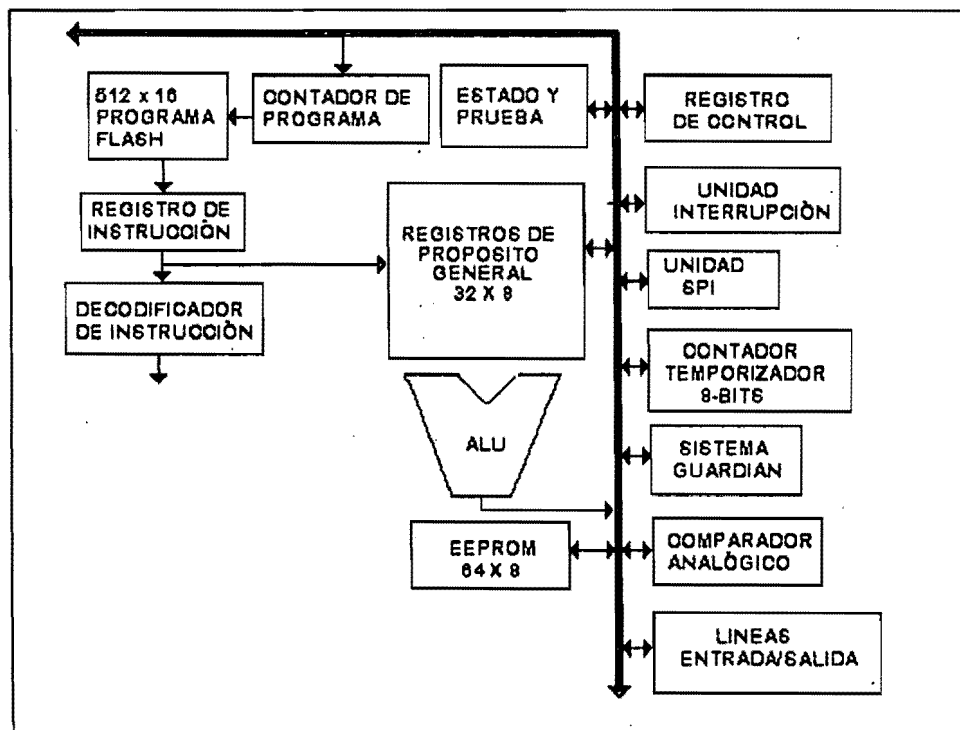 512 x 16
PROGRAMA
FLASH
CONTADOR DE
PROGRAMA
ESTADO Y
PRUEBA
REGISTRO
DE CONTROL
REGISTRO DE
INSTRUCCIÒN
REGISTROS DE
PROPOSITO
GENERAL
32 X 8
UNIDAD
INTERRUPCIÒN
UNIDAD
SPI
DECODIFICADOR
DE INSTRUCCIÒN
CONTADOR
TEMPORIZADOR
8-BITS
ALU
SISTEMA
GUARDIAN
EEPROM
64 X 8
COMPARADOR
ANALÒGICO
LINEAS
ENTRADA/SALIDA